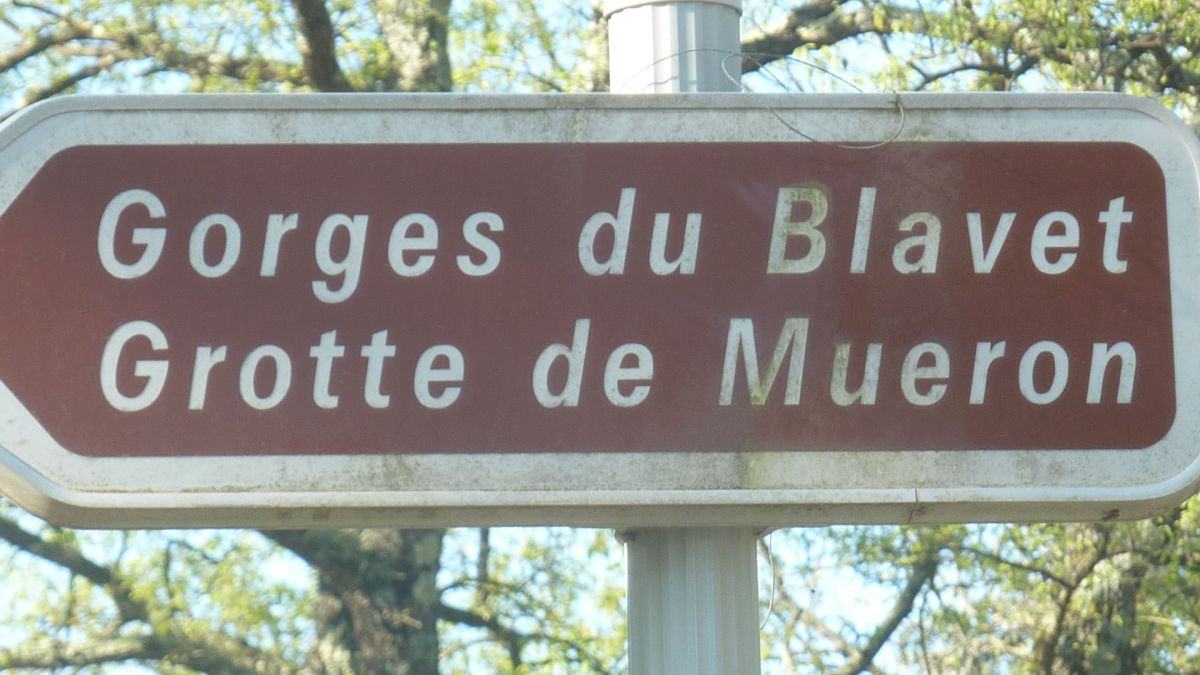 Gorges du Blavet
Grotte de Mueron